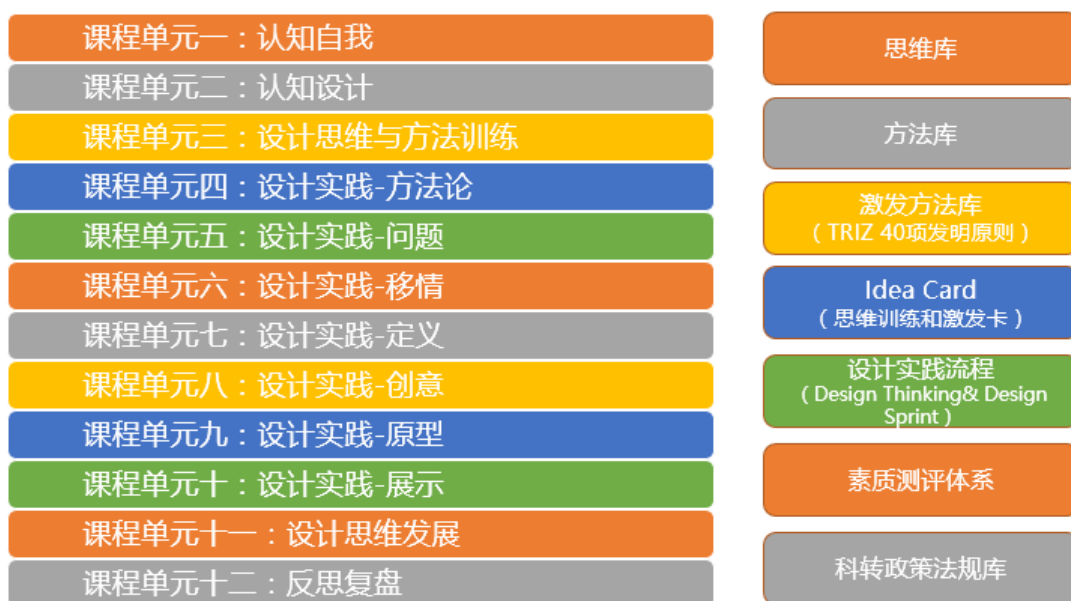 课程单元一：认知自我
课程单元二：认知设计
课程单元三：设计思维与方法训练
课程单元四：设计实践-方法论
课程单元五：设计实践-问题
课程单元六：设计实践-移情
课程单元七：设计实践-定义
课程单元八：设计实践-创意
课程单元九：设计实践-原型
课程单元十：设计实践-展示
课程单元十一：设计思维发展
课程单元十二：反思复盘
思维库
方法库
激发方法库
（TRIZ 40项发明原则）
Idea Card
（思维训练和激发卡）
设计实践流程
（Design Thinking& Design
Sprint）
素质测评体系
科转政策法规库